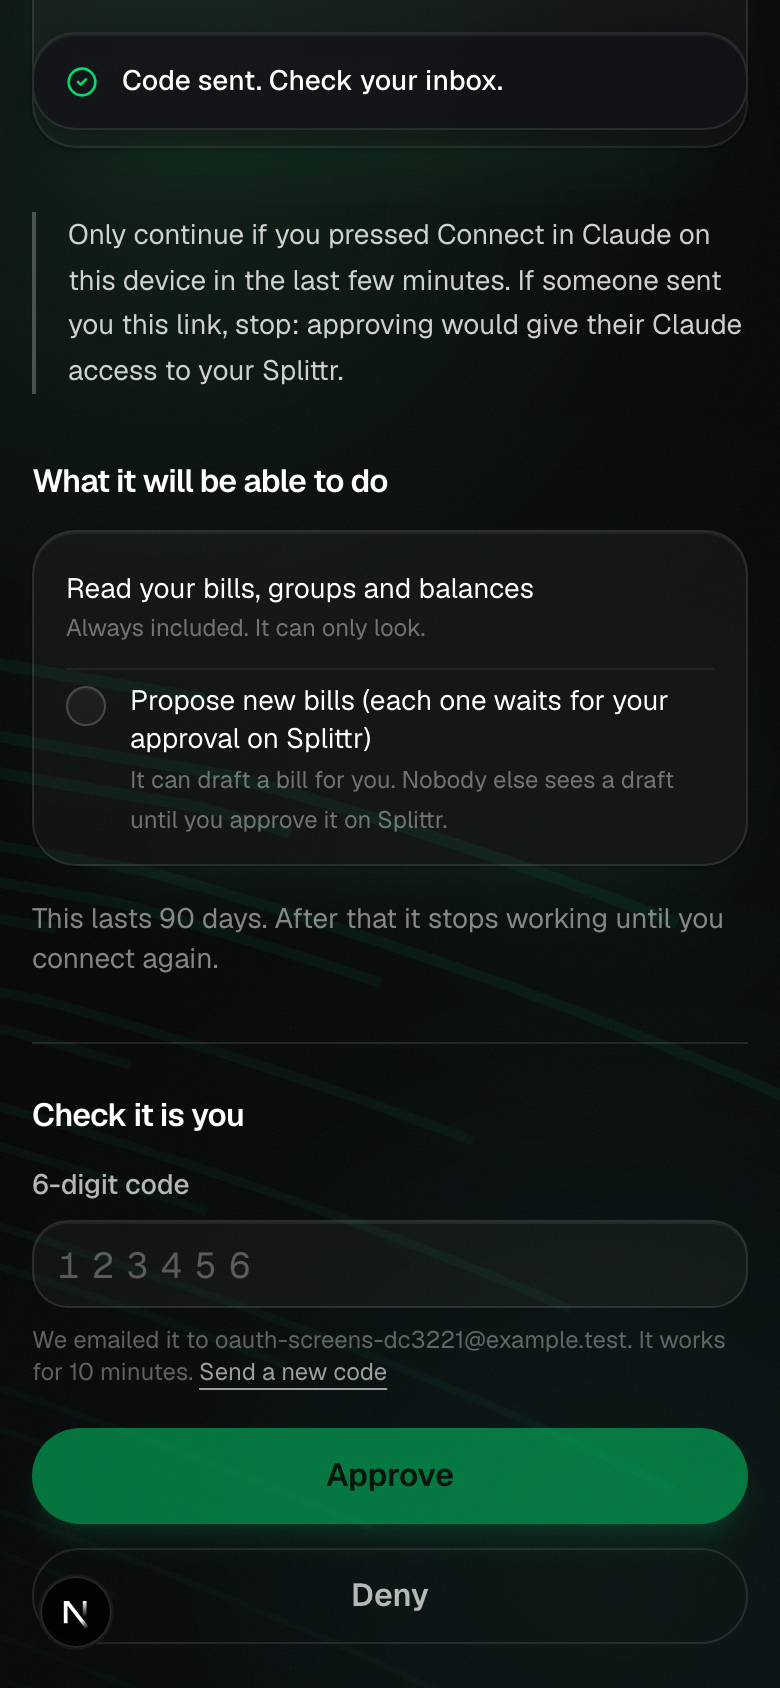 Code sent. Check your inbox.
Only continue if you pressed Connect in Claude on
this device in the last few minutes. If someone sent
you this link, stop: approving would give their Claude
access to your Splittr.
What it will be able to do
Read your bills, groups and balances
Always included. It can only look.
Propose new bills (each one waits for your
approval on Splittr)
It can draft a bill for you. Nobody else sees a draft
until you approve it on Splittr.
This lasts 90 days. After that it stops working until you
connect again.
Check it is you
6-digit code
123456
We emailed it to oauth-screens-dc3221@example.test. It works
for 10 minutes. Send a new code
Approve
Deny
N